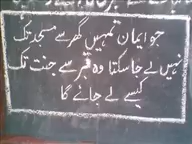 جو ایمان تمہیں گھر سے مسجد تک
نہیں لے جا سکتا وہ قبر سے جنت تک
کیسے لے جائے گا